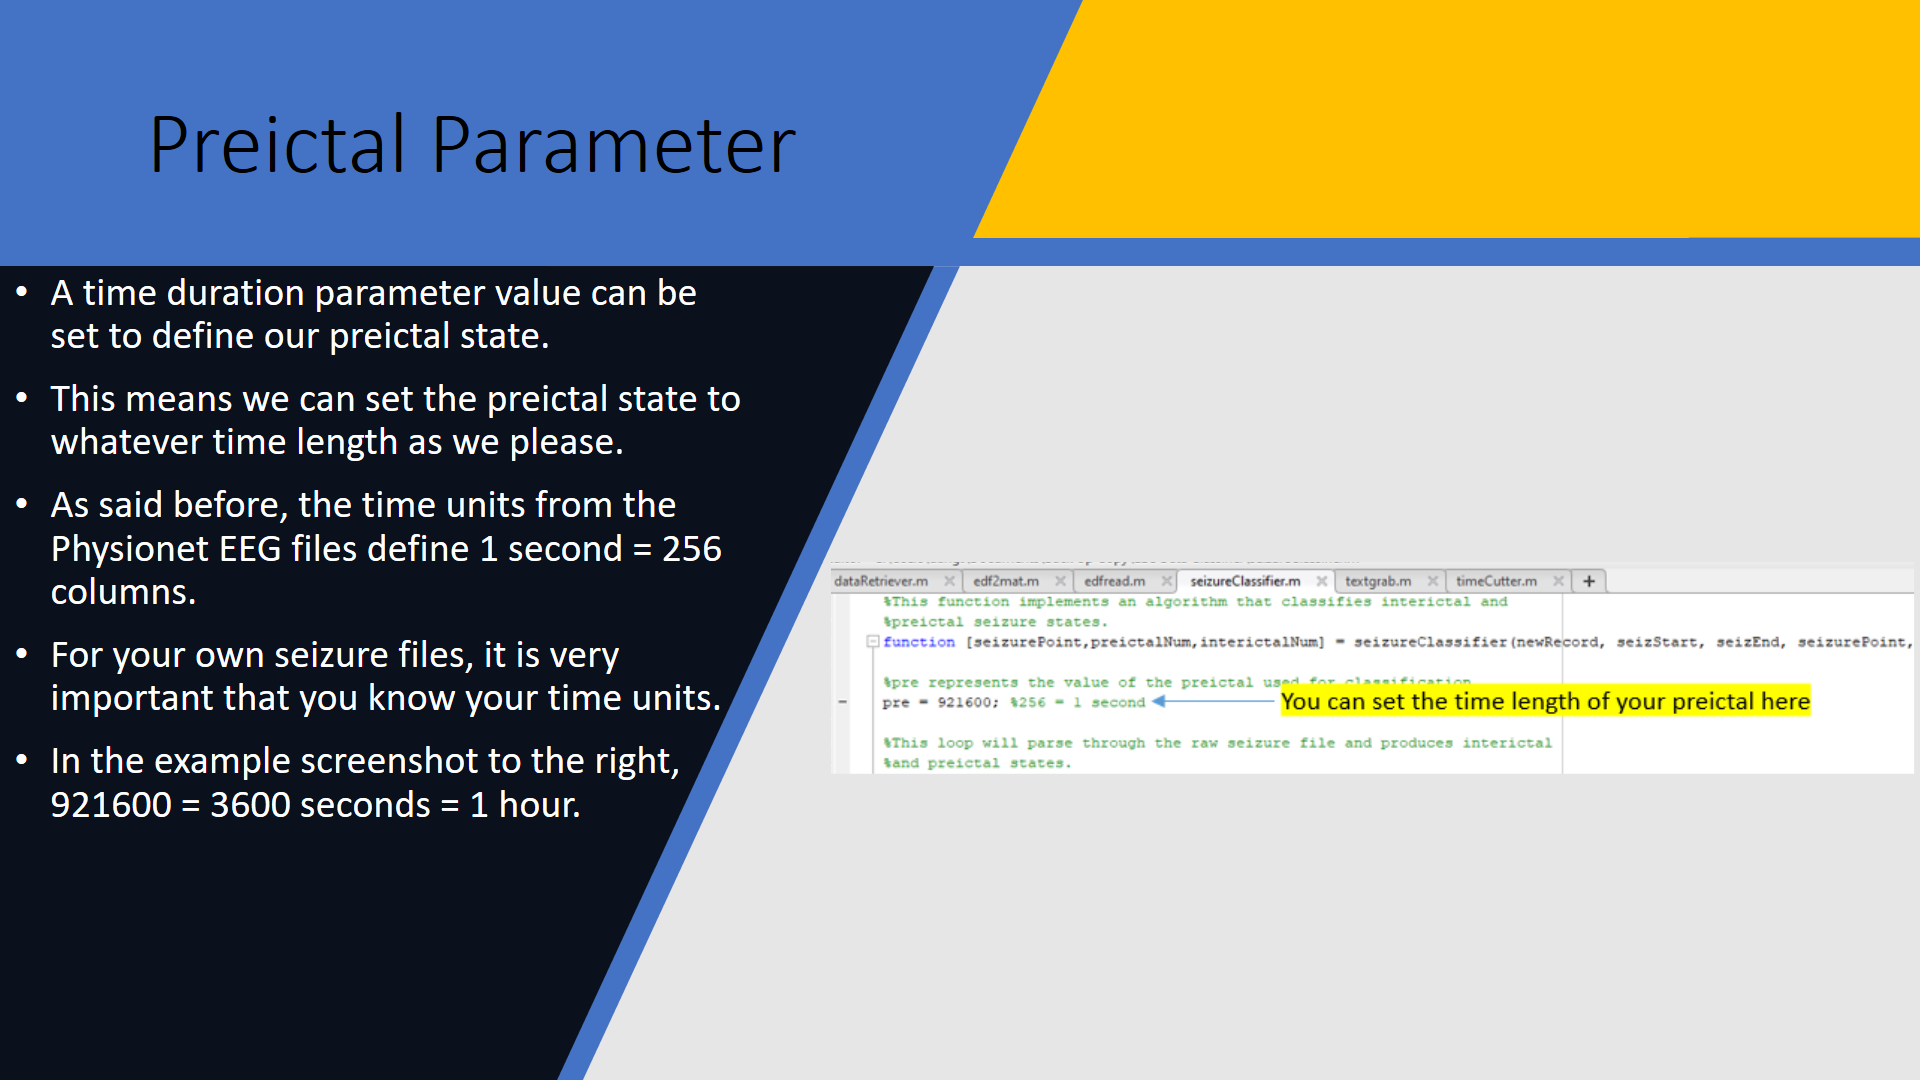 Preictal Parameter
• A time duration parameter value can be
set to define our preictal state.
• This means we can set the preictal state to
whatever time length as we please.
• As said before, the time units from the
Physionet EEG files define 1 second = 256
columns.
• For your own seizure files, it is very
important that you know your time units.
• In the example screenshot to the right,
921600 = 3600 seconds = 1 hour.
dataRetriever.m × edf2mat.m × edfread.m × seizureClassifier.m × textgrab.m × timeCutter.m × +
%This function implements an algorithm that classifies interictal and
%preictal seizure states.
function [seizurePoint,preictalNum,interictalNum] = seizureClassifier(newRecord, seizStart, seizEnd, seizurePoint,
%pre represents the value of the preictal used for classification
pre = 921600; %256 = 1 second
You can set the time length of your preictal here
%This loop will parse through the raw seizure file and produces interictal
%and preictal states.